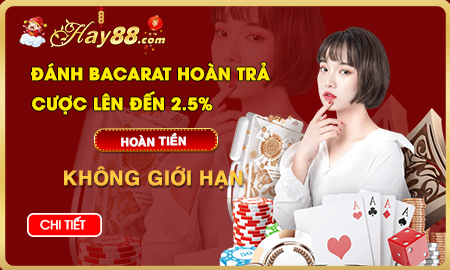 Hay88.com
ĐÁNH BACARAT HOÀN TRẢ
CƯỢC LÊN ĐẾN 2.5%
HOÀN TIỀN
KHÔNG GIỚI HẠN
CHI TIẾT
A A A A